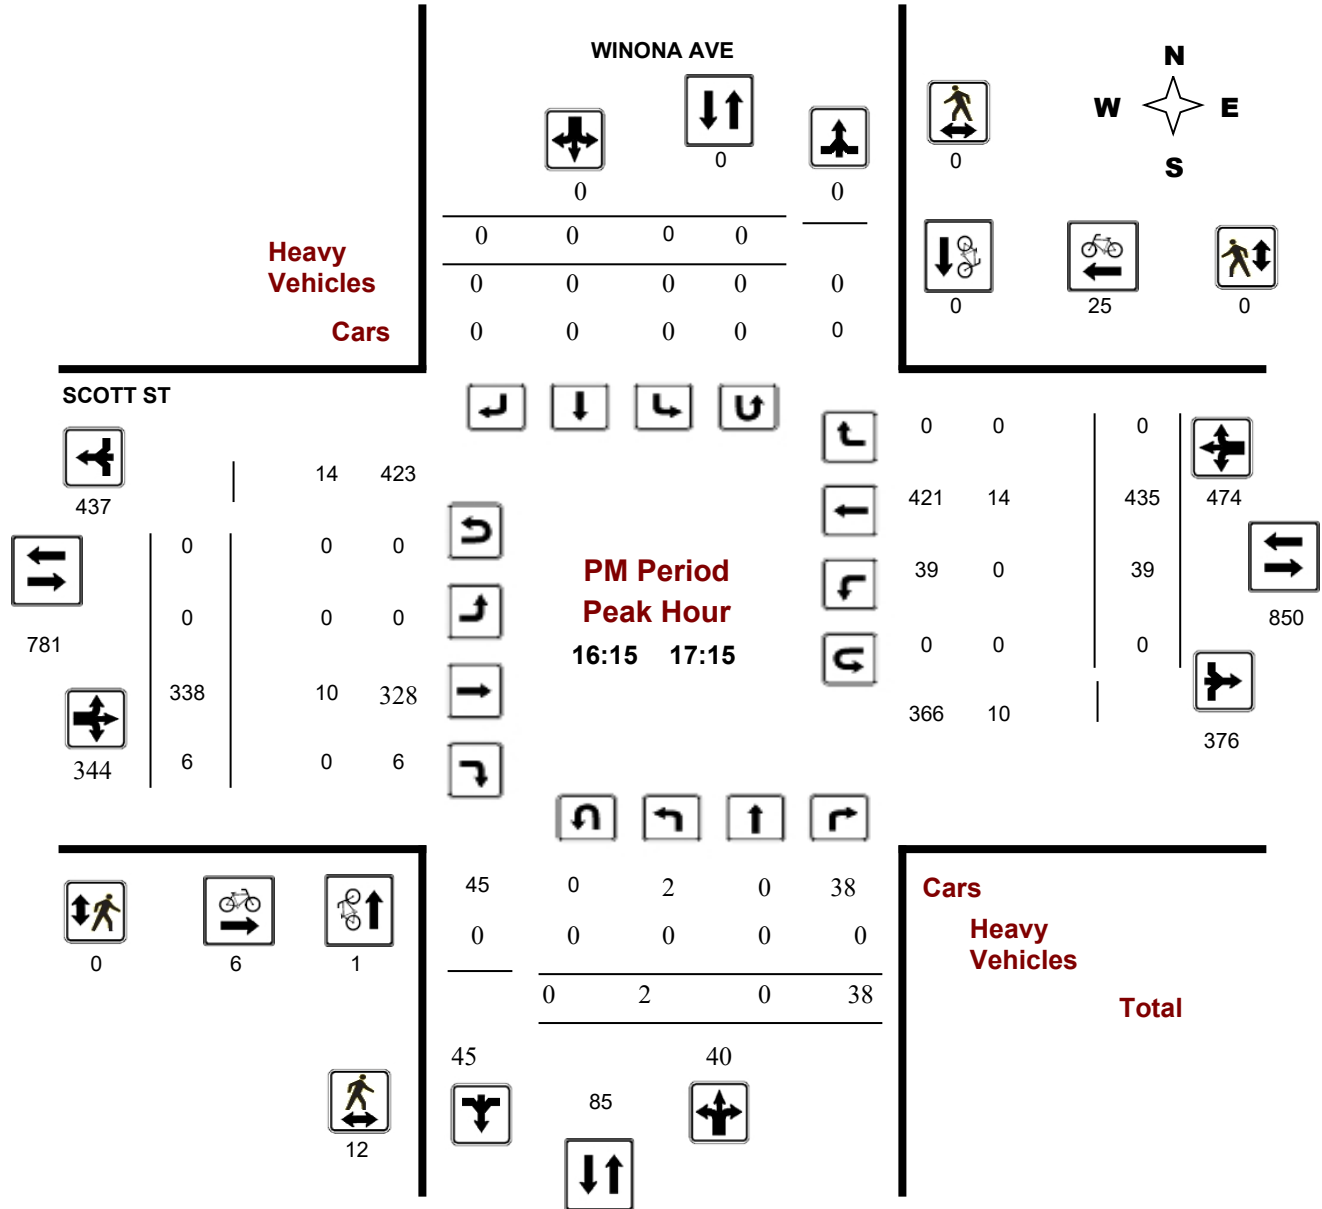 WINONA AVE
N
W E
S
0
0
0 0
0 0 0 0
Heavy
Vehicles
0 0 0 0 0
0 25 0
Cars
0 0 0 0 0
SCOTT ST
0 0 0
14 423
437
421 14 435 474
0 0 0
PM Period
39 0 39
Peak Hour
0 0 0
850
781
16:15 17:15
0 0 0
338 10 328
366 10
376
344 6 0 6
45 0 2 0 38
Cars
0 0 0 0 0
Heavy
Vehicles
0 6 1
0 2 0 38
Total
45 40
85
12